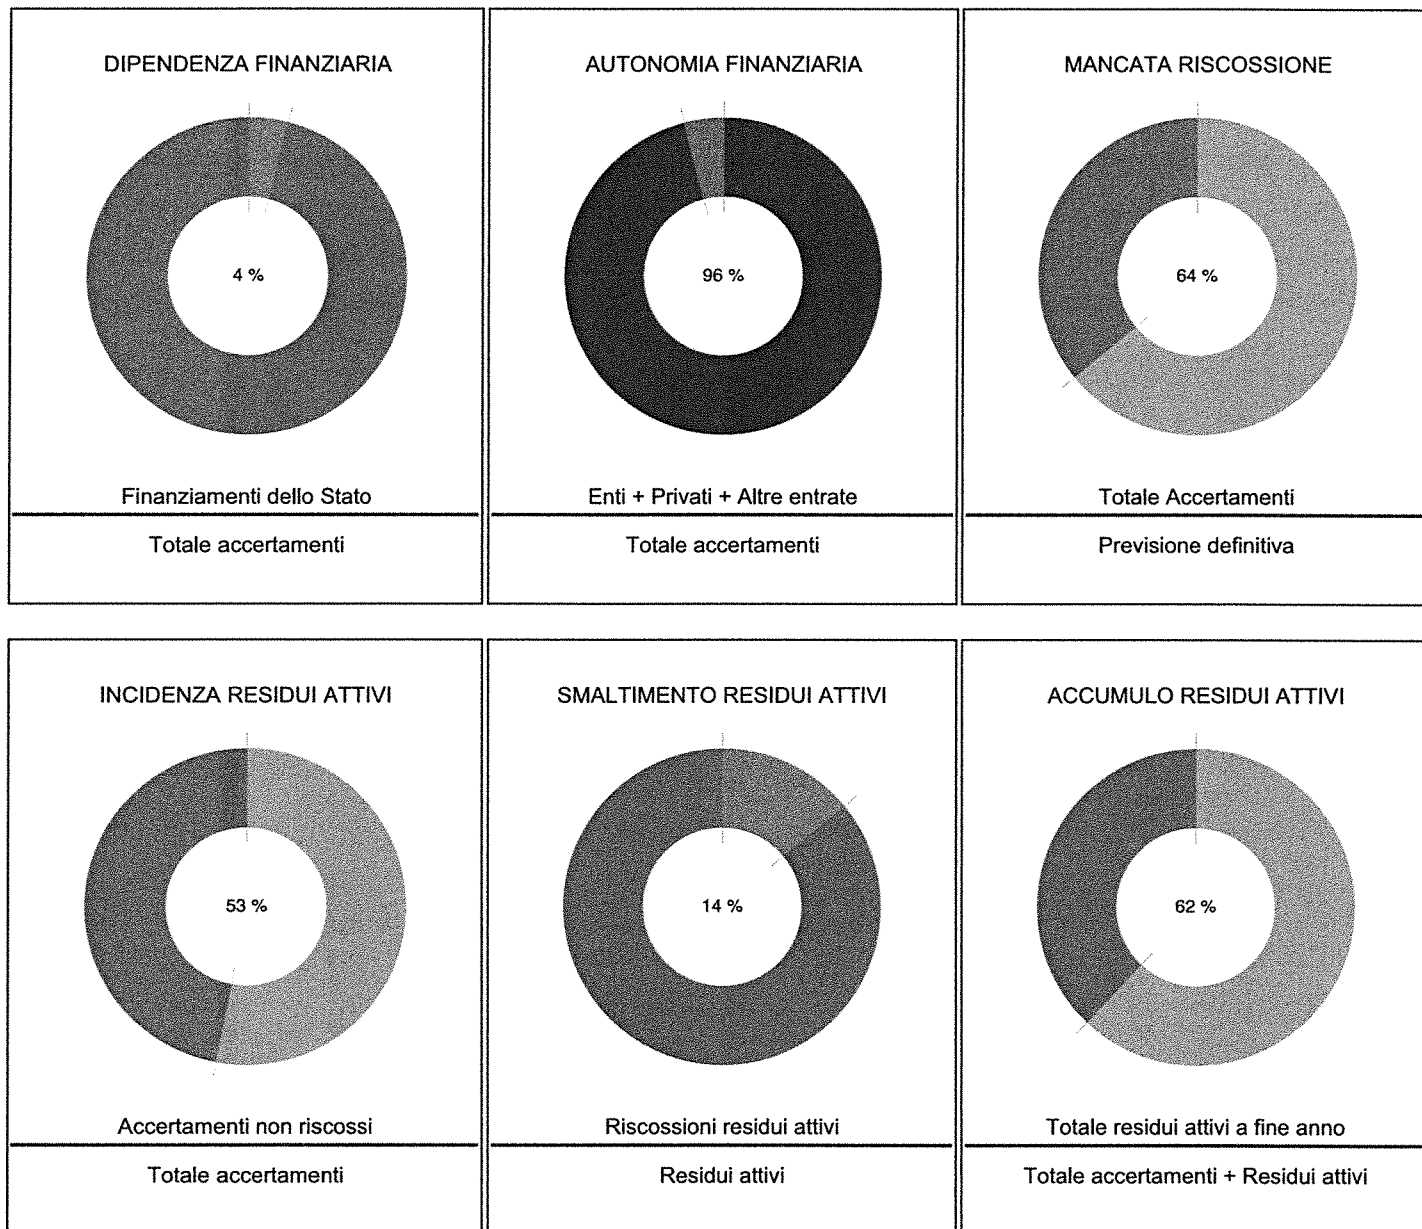 DIPENDENZA FINANZIARIA
4 %
Finanziamenti dello Stato
Totale accertamenti
AUTONOMIA FINANZIARIA
96 %
Enti + Privati + Altre entrate
Totale accertamenti
MANCATA RISCOSSIONE
64 %
Totale Accertamenti
Previsione definitiva
INCIDENZA RESIDUI ATTIVI
53 %
Accertamenti non riscossi
Totale accertamenti
SMALTIMENTO RESIDUI ATTIVI
14 %
Riscossioni residui attivi
Residui attivi
ACCUMULO RESIDUI ATTIVI
62 %
Totale residui attivi a fine anno
Totale accertamenti + Residui attivi